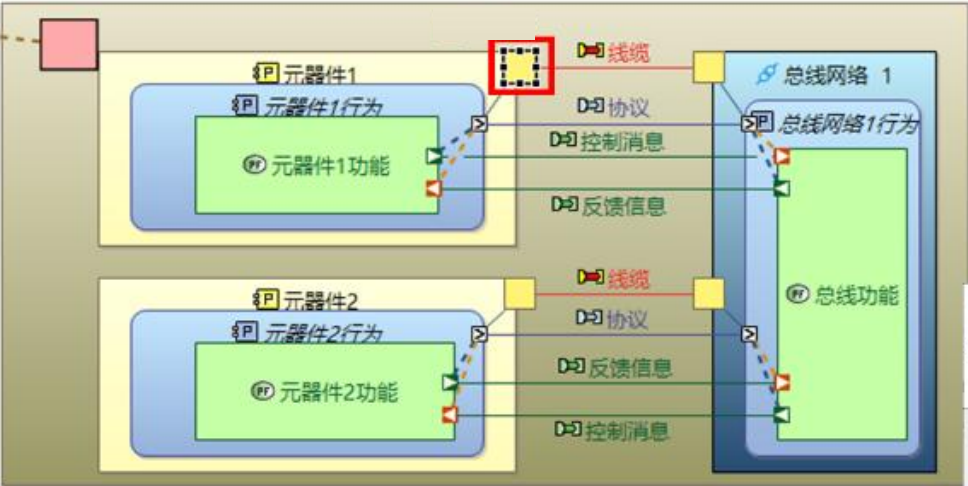 线缆
P 元器件1
总线网络 1
P 元器件1行为
协议
P 总线网络1行为
控制消息
PF 元器件1功能
反馈信息
线缆
P 元器件2
PF 总线功能
协议
P 元器件2行为
反馈信息
PF 元器件2功能
控制消息